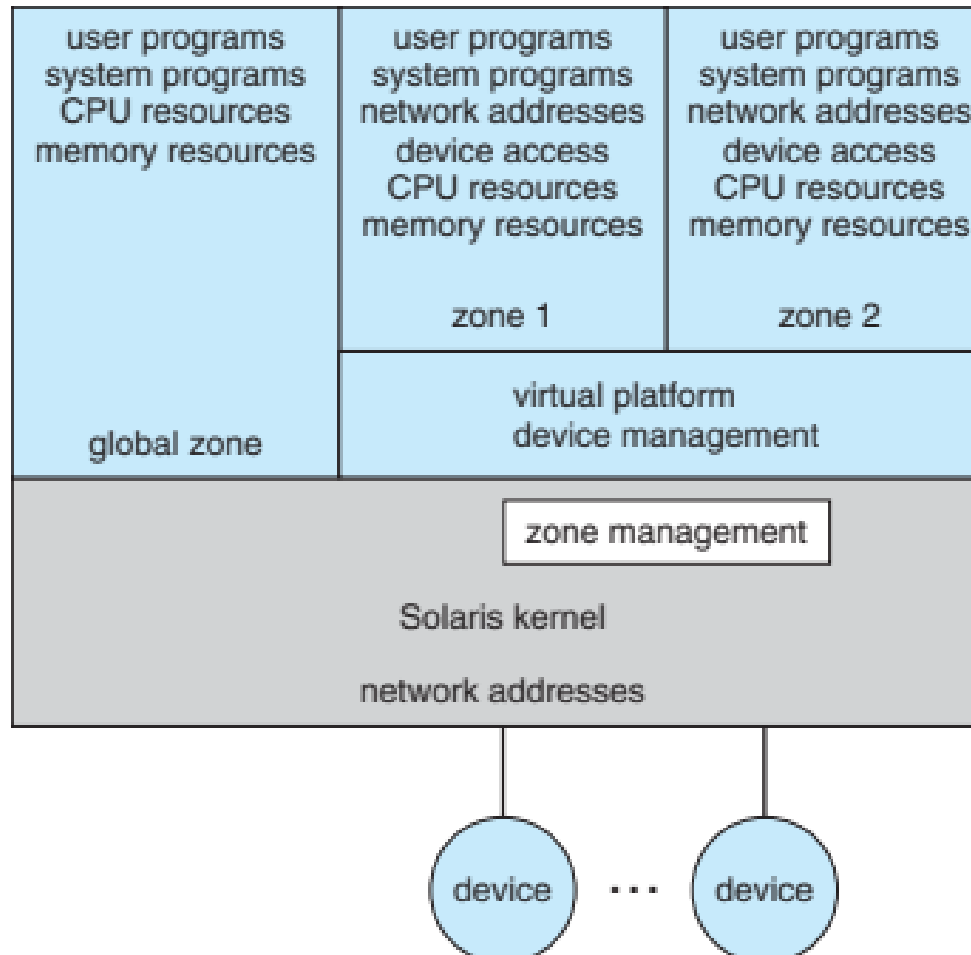 user programs
system programs
CPU resources
memory resources
global zone
user programs
system programs
network addresses
device access
CPU resources
memory resources
zone 1
user programs
system programs
network addresses
device access
CPU resources
memory resources
zone 2
virtual platform
device management
zone management
Solaris kernel
network addresses
device
...
device